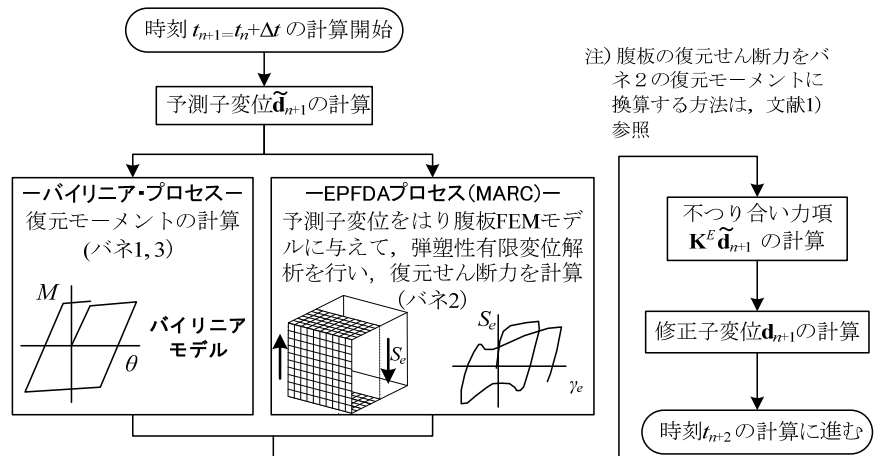 時刻 tn+1=tn+Δt の計算開始
予測子変位d̃n+1の計算
ーバイリニア・プロセスー
復元モーメントの計算
(バネ1, 3)
M
θ
バイリニア
モデル
ーEPFDAプロセス(MARC)ー
予測子変位をはり腹板FEMモ
デルに与えて，弾塑性有限変位解
析を行い，復元せん断力を計算
(バネ2)
Se
Se
γe
注) 腹板の復元せん断力をバ
ネ２の復元モーメントに
換算する方法は，文献1)
参照
不つり合い力項
KE d̃n+1 の計算
修正子変位dn+1の計算
時刻tn+2の計算に進む